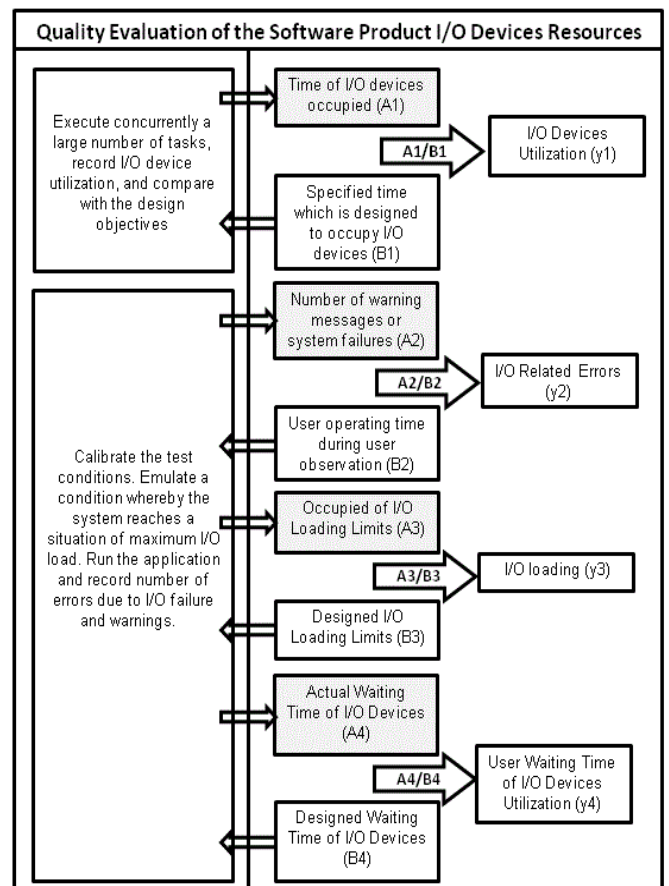 Quality Evaluation of the Software Product I/O Devices Resources
Execute concurrently a
large number of tasks,
record I/O device
utilization, and compare
with the design
objectives
Time of I/O devices
occupied (A1)
A1/B1
I/O Devices
Utilization (y1)
Specified time
which is designed
to occupy I/O
devices (B1)
Calibrate the test
conditions. Emulate a
condition whereby the
system reaches a
situation of maximum I/O
load. Run the application
and record number of
errors due to I/O failure
and warnings.
Number of warning
messages or
system failures (A2)
A2/B2
I/O Related Errors
(y2)
User operating time
during user
observation (B2)
Occupied of I/O
Loading Limits (A3)
A3/B3
I/O loading (y3)
Designed I/O
Loading Limits (B3)
Actual Waiting
Time of I/O Devices
(A4)
A4/B4
User Waiting Time
of I/O Devices
Utilization (y4)
Designed Waiting
Time of I/O Devices
(B4)